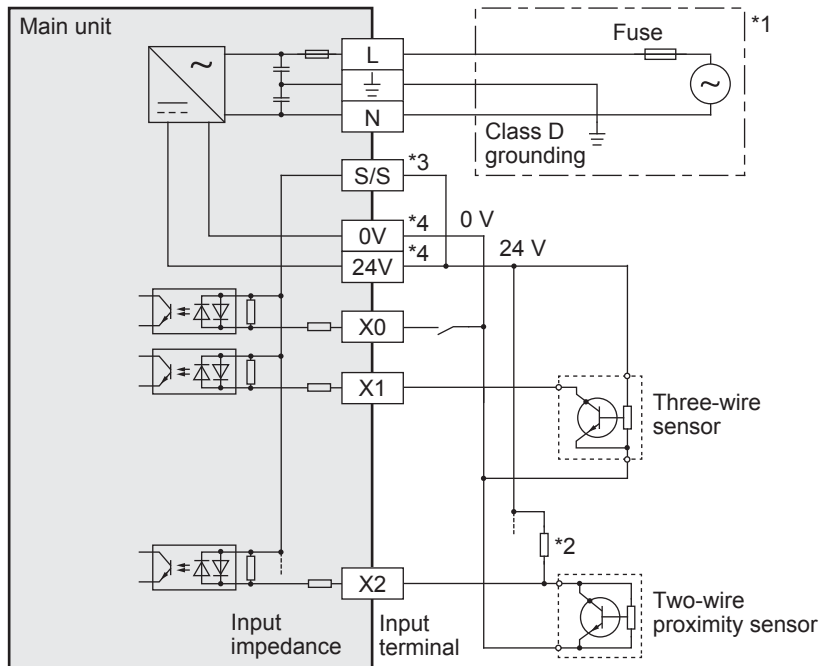 Main unit
Fuse
*1
L
N
Class D
grounding
S/S
*3
0V
*4
0 V
24V
*4
24 V
X0
X1
Three-wire
sensor
*2
X2
Two-wire
proximity sensor
Input
impedance
Input
terminal